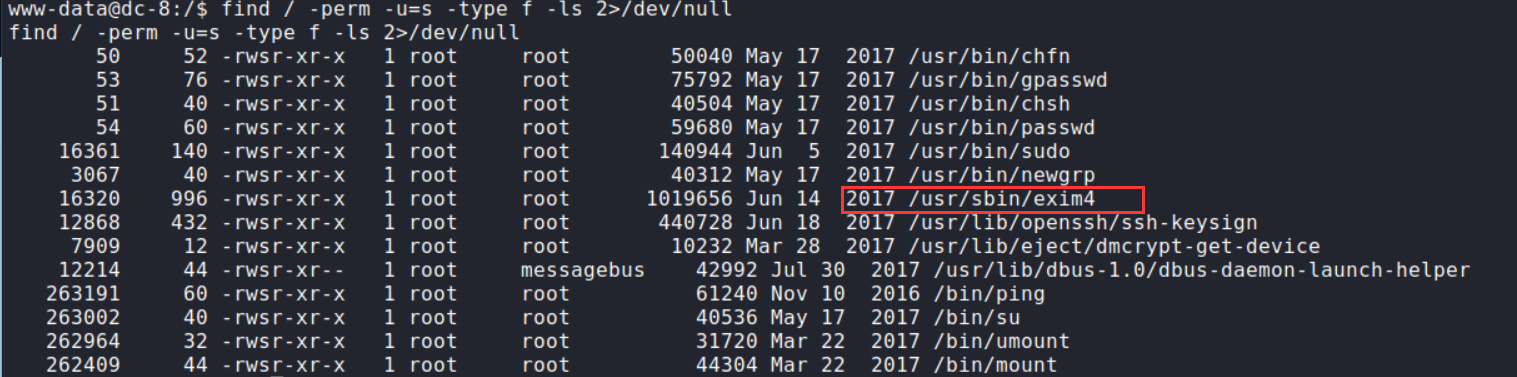 www-data@dc-8:/$ find / -perm -u=s -type f -ls 2>/dev/null
find / -perm -u=s -type f -ls 2>/dev/null
50 52 -rwsr-xr-x 1 root root 50040 May 17 2017 /usr/bin/chfn
53 76 -rwsr-xr-x 1 root root 75792 May 17 2017 /usr/bin/gpasswd
51 40 -rwsr-xr-x 1 root root 40504 May 17 2017 /usr/bin/chsh
54 60 -rwsr-xr-x 1 root root 59680 May 17 2017 /usr/bin/passwd
16361 140 -rwsr-xr-x 1 root root 140944 Jun 5 2017 /usr/bin/sudo
3067 40 -rwsr-xr-x 1 root root 40312 May 17 2017 /usr/bin/newgrp
16320 996 -rwsr-xr-x 1 root root 1019656 Jun 14 2017 /usr/sbin/exim4
12868 432 -rwsr-xr-x 1 root root 440728 Jun 18 2017 /usr/lib/openssh/ssh-keysign
7909 12 -rwsr-xr-x 1 root root 10232 Mar 28 2017 /usr/lib/eject/dmcrypt-get-device
12214 44 -rwsr-xr-- 1 root messagebus 42992 Jul 30 2017 /usr/lib/dbus-1.0/dbus-daemon-launch-helper
263191 60 -rwsr-xr-x 1 root root 61240 Nov 10 2016 /bin/ping
263002 40 -rwsr-xr-x 1 root root 40536 May 17 2017 /bin/su
262964 32 -rwsr-xr-x 1 root root 31720 Mar 22 2017 /bin/umount
262409 44 -rwsr-xr-x 1 root root 44304 Mar 22 2017 /bin/mount